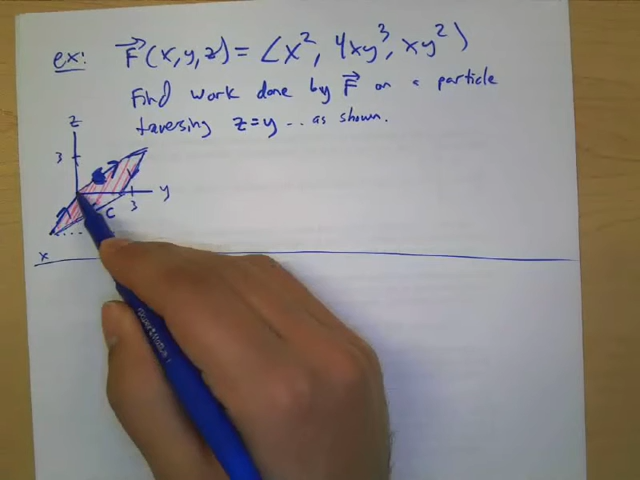 ex: F(x,y,z) = ⟨x², 4xy³, xy²⟩
Find work done by F on a particle
traversing z=y .. as shown.
z
3
y
3
C
x